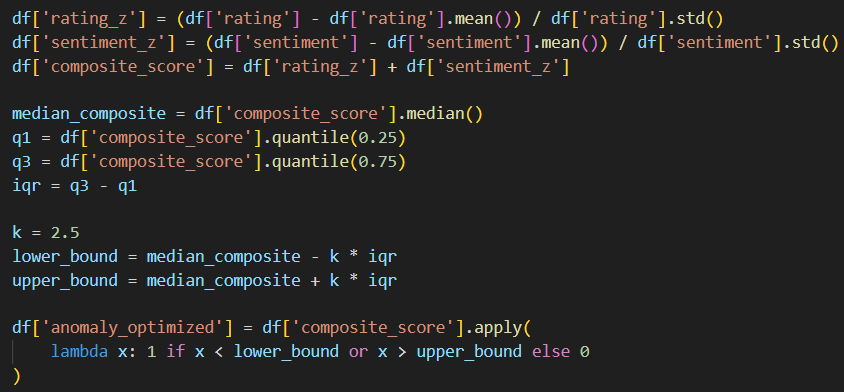 df['rating_z'] = (df['rating'] - df['rating'].mean()) / df['rating'].std()
df['sentiment_z'] = (df['sentiment'] - df['sentiment'].mean()) / df['sentiment'].std()
df['composite_score'] = df['rating_z'] + df['sentiment_z']

median_composite = df['composite_score'].median()
q1 = df['composite_score'].quantile(0.25)
q3 = df['composite_score'].quantile(0.75)
iqr = q3 - q1

k = 2.5
lower_bound = median_composite - k * iqr
upper_bound = median_composite + k * iqr

df['anomaly_optimized'] = df['composite_score'].apply(
    lambda x: 1 if x < lower_bound or x > upper_bound else 0
)